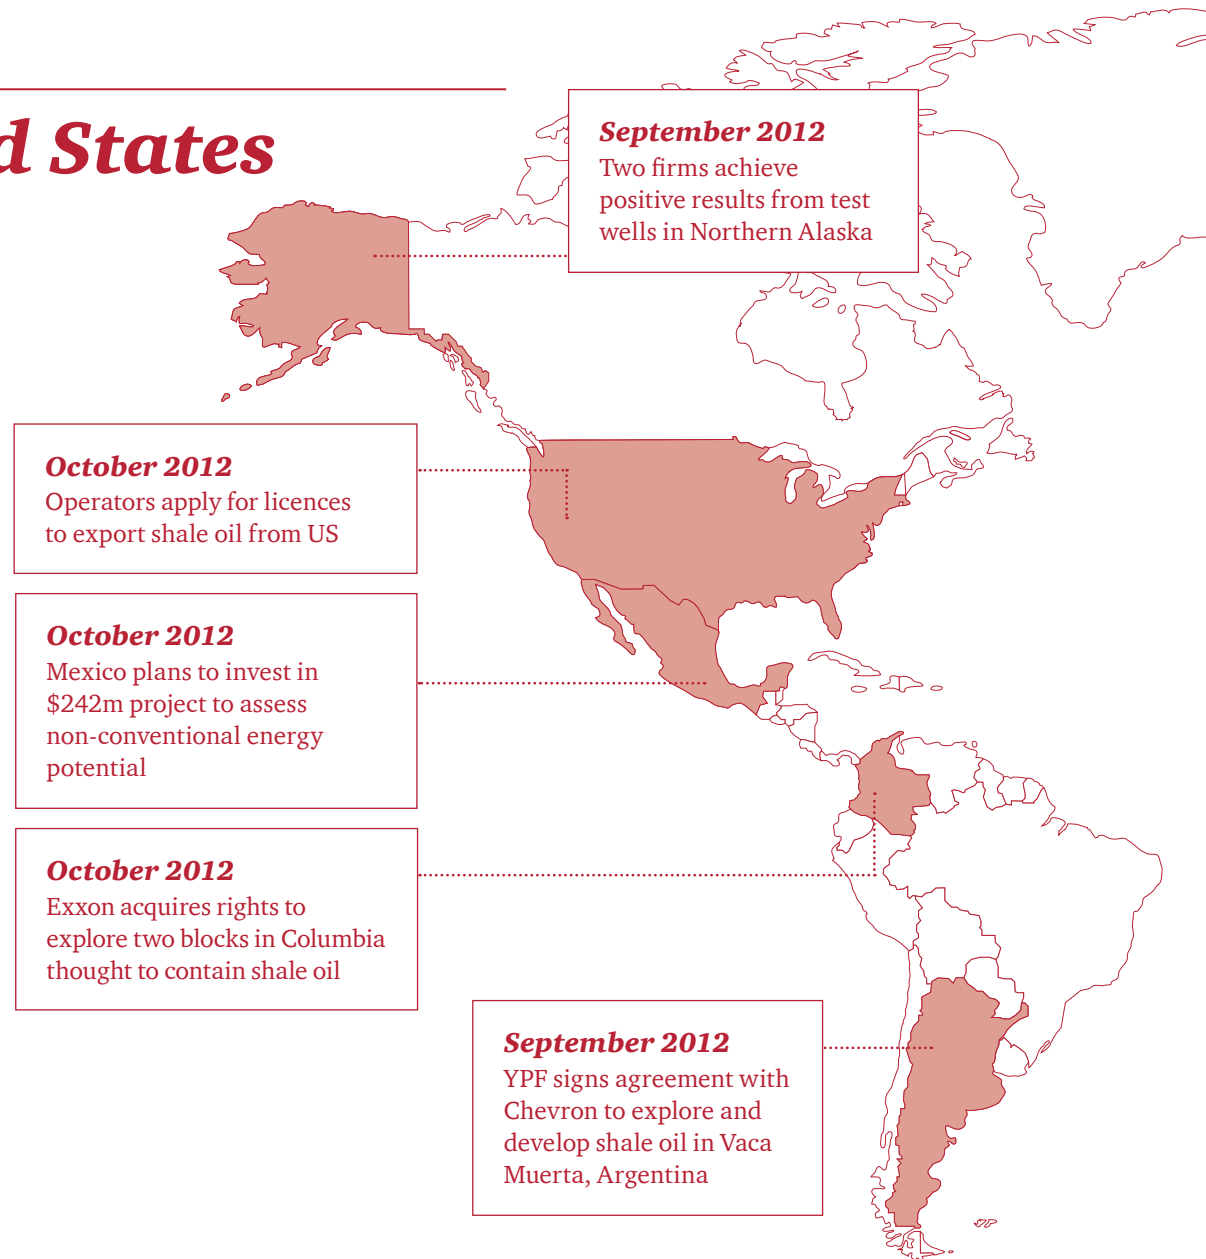 d States
September 2012
Two firms achieve
positive results from test
wells in Northern Alaska
October 2012
Operators apply for licences
to export shale oil from US
October 2012
Mexico plans to invest in
$242m project to assess
non-conventional energy
potential
October 2012
Exxon acquires rights to
explore two blocks in Columbia
thought to contain shale oil
September 2012
YPF signs agreement with
Chevron to explore and
develop shale oil in Vaca
Muerta, Argentina